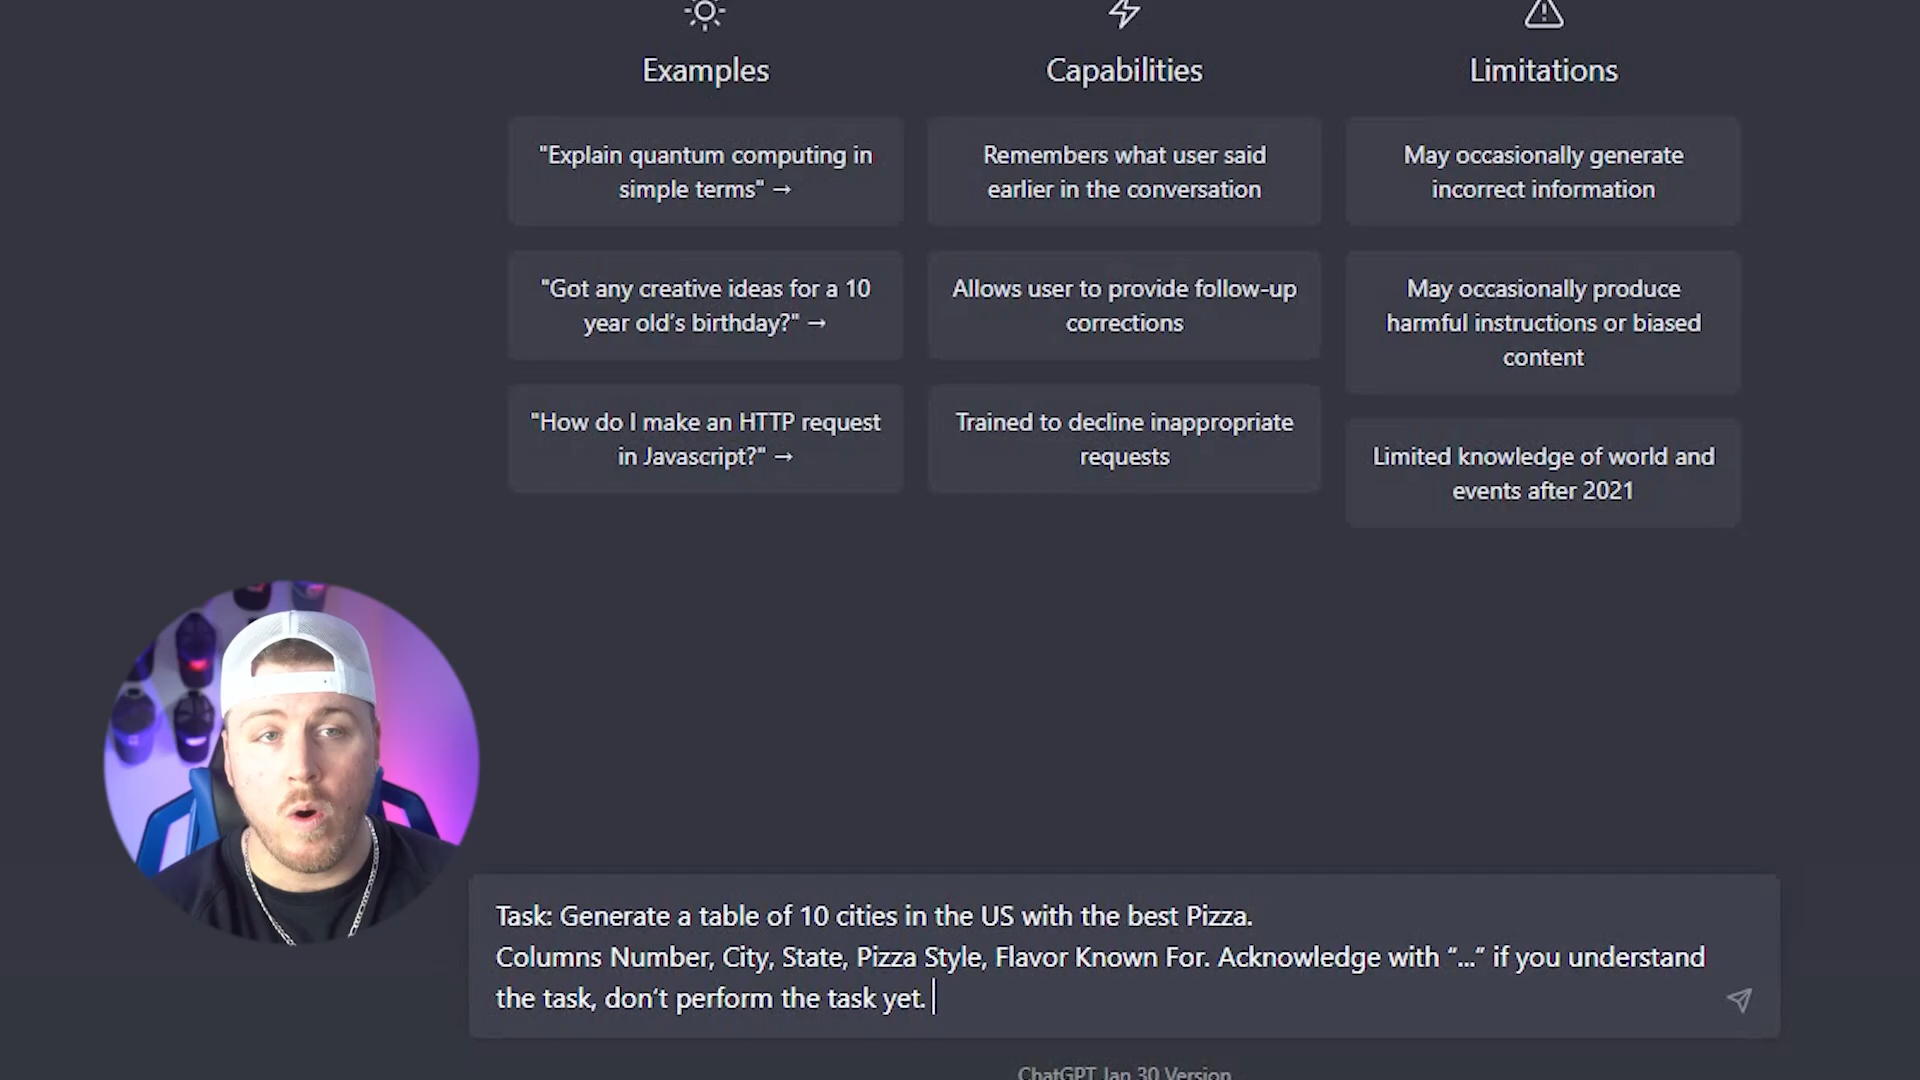 Examples
Capabilities
Limitations
"Explain quantum computing in
simple terms" →
Remembers what user said
earlier in the conversation
May occasionally generate
incorrect information
"Got any creative ideas for a 10
year old's birthday?" →
Allows user to provide follow-up
corrections
May occasionally produce
harmful instructions or biased
content
"How do I make an HTTP request
in Javascript?" →
Trained to decline inappropriate
requests
Limited knowledge of world and
events after 2021
Task: Generate a table of 10 cities in the US with the best Pizza.
Columns Number, City, State, Pizza Style, Flavor Known For. Acknowledge with “...” if you understand
the task, don’t perform the task yet.
ChatGPT Jan 30 Version